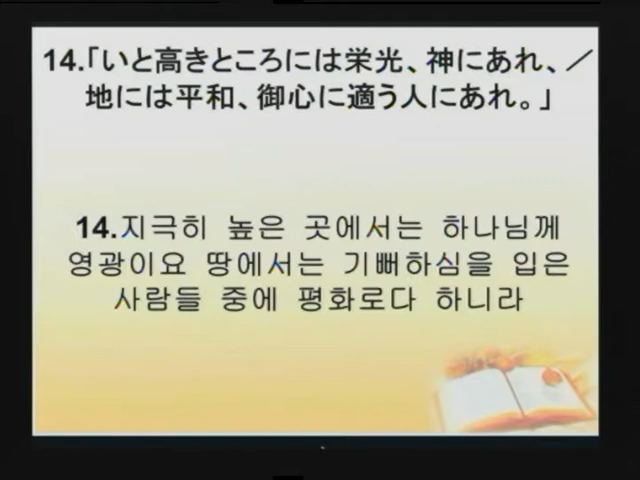 14.「いと高きところには栄光、神にあれ、／
地には平和、御心に適う人にあれ。」
14.지극히 높은 곳에서는 하나님께
영광이요 땅에서는 기뻐하심을 입은
사람들 중에 평화로다 하니라